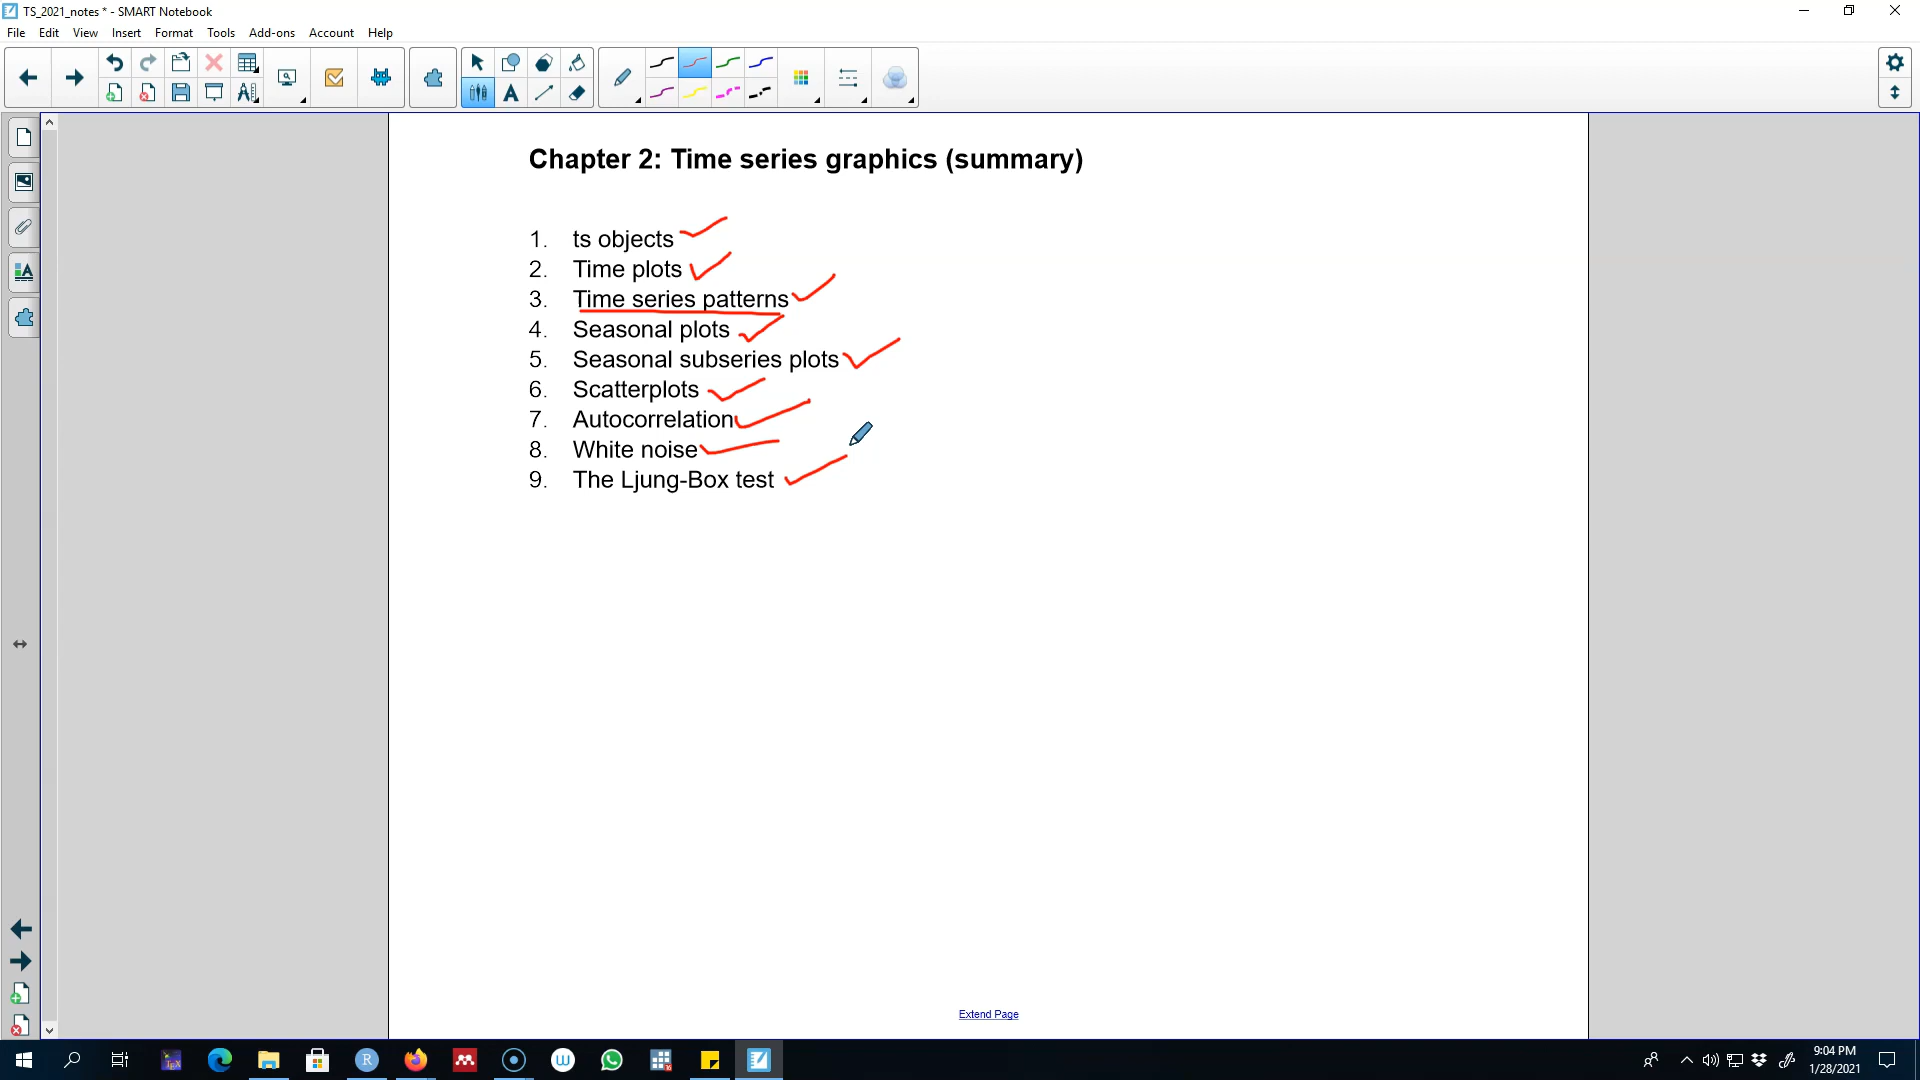 TS_2021_notes * - SMART Notebook
File Edit View Insert Format Tools Add-ons Account Help
Chapter 2: Time series graphics (summary)
1. ts objects
2. Time plots
3. Time series patterns
4. Seasonal plots
5. Seasonal subseries plots
6. Scatterplots
7. Autocorrelation
8. White noise
9. The Ljung-Box test
Extend Page
9:04 PM
1/28/2021